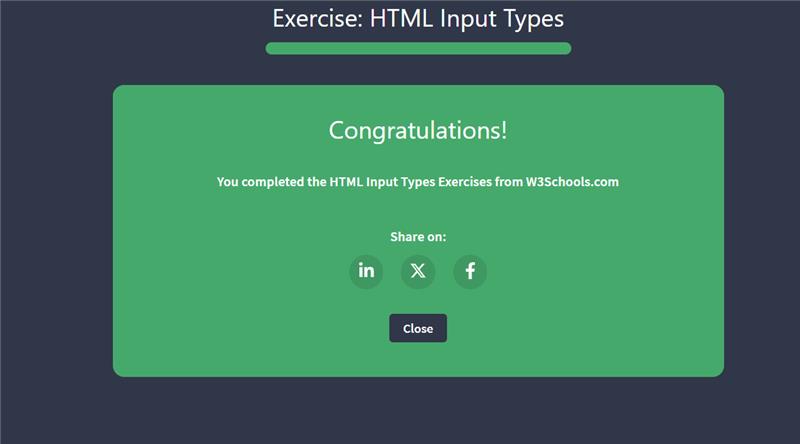 Exercise: HTML Input Types
Congratulations!
You completed the HTML Input Types Exercises from W3Schools.com
Share on:
in X f
Close